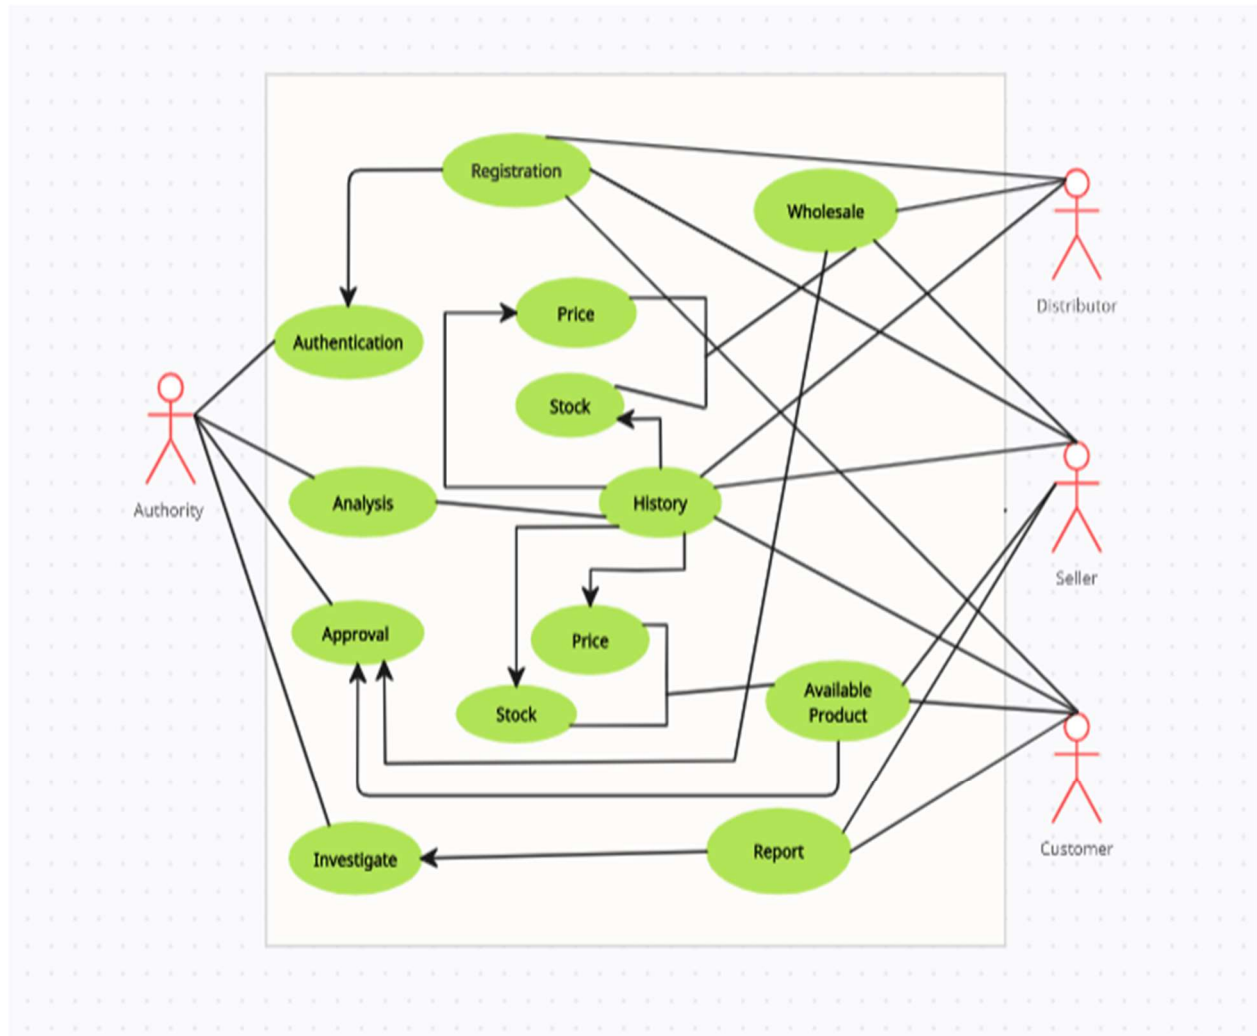 Registration
Wholesale
Distributor
Price
Authentication
Stock
Authority
Analysis
History
Seller
Approval
Price
Available
Product
Stock
Customer
Investigate
Report